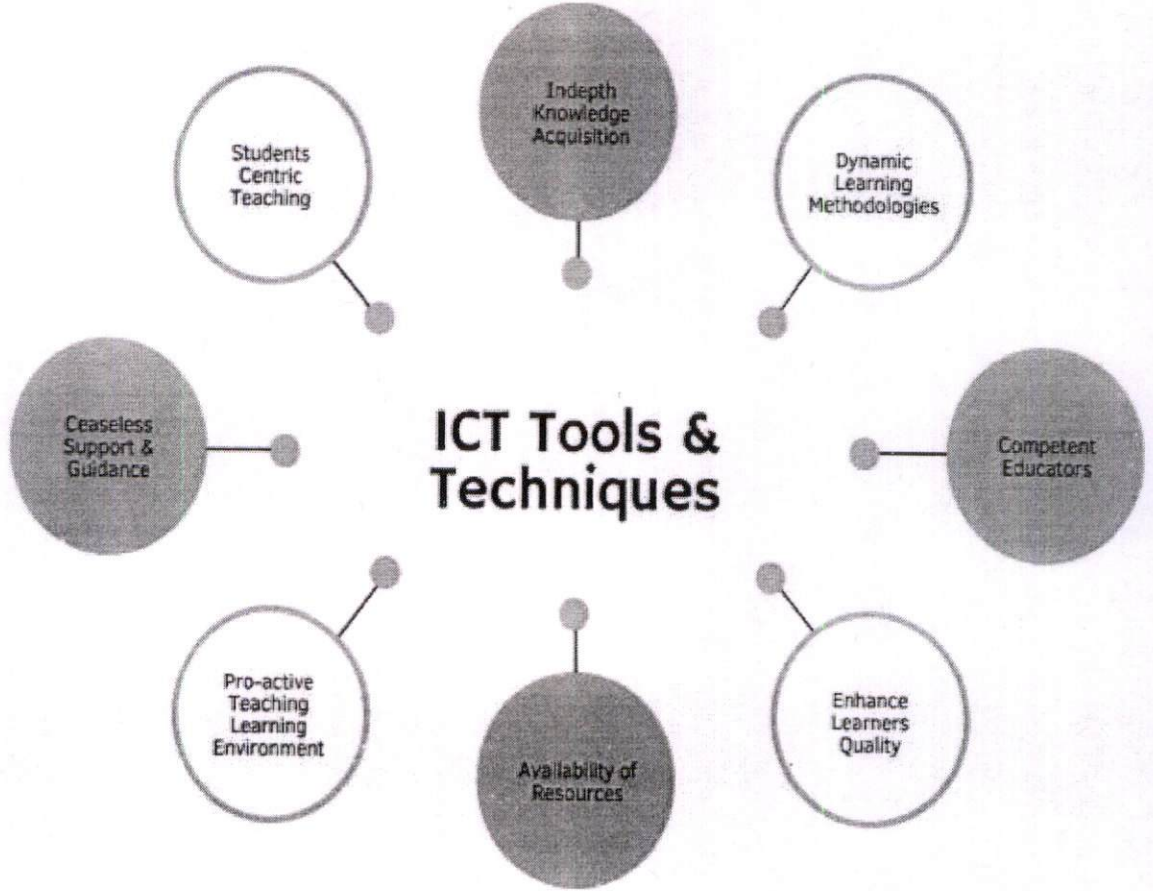 Indepth
Knowledge
Acquisition
Students
Centric
Teaching
Dynamic
Learning
Methodologies
Ceaseless
Support &
Guidance
ICT Tools &
Techniques
Competent
Educators
Pro-active
Teaching
Learning
Environment
Enhance
Learners
Quality
Availability of
Resources